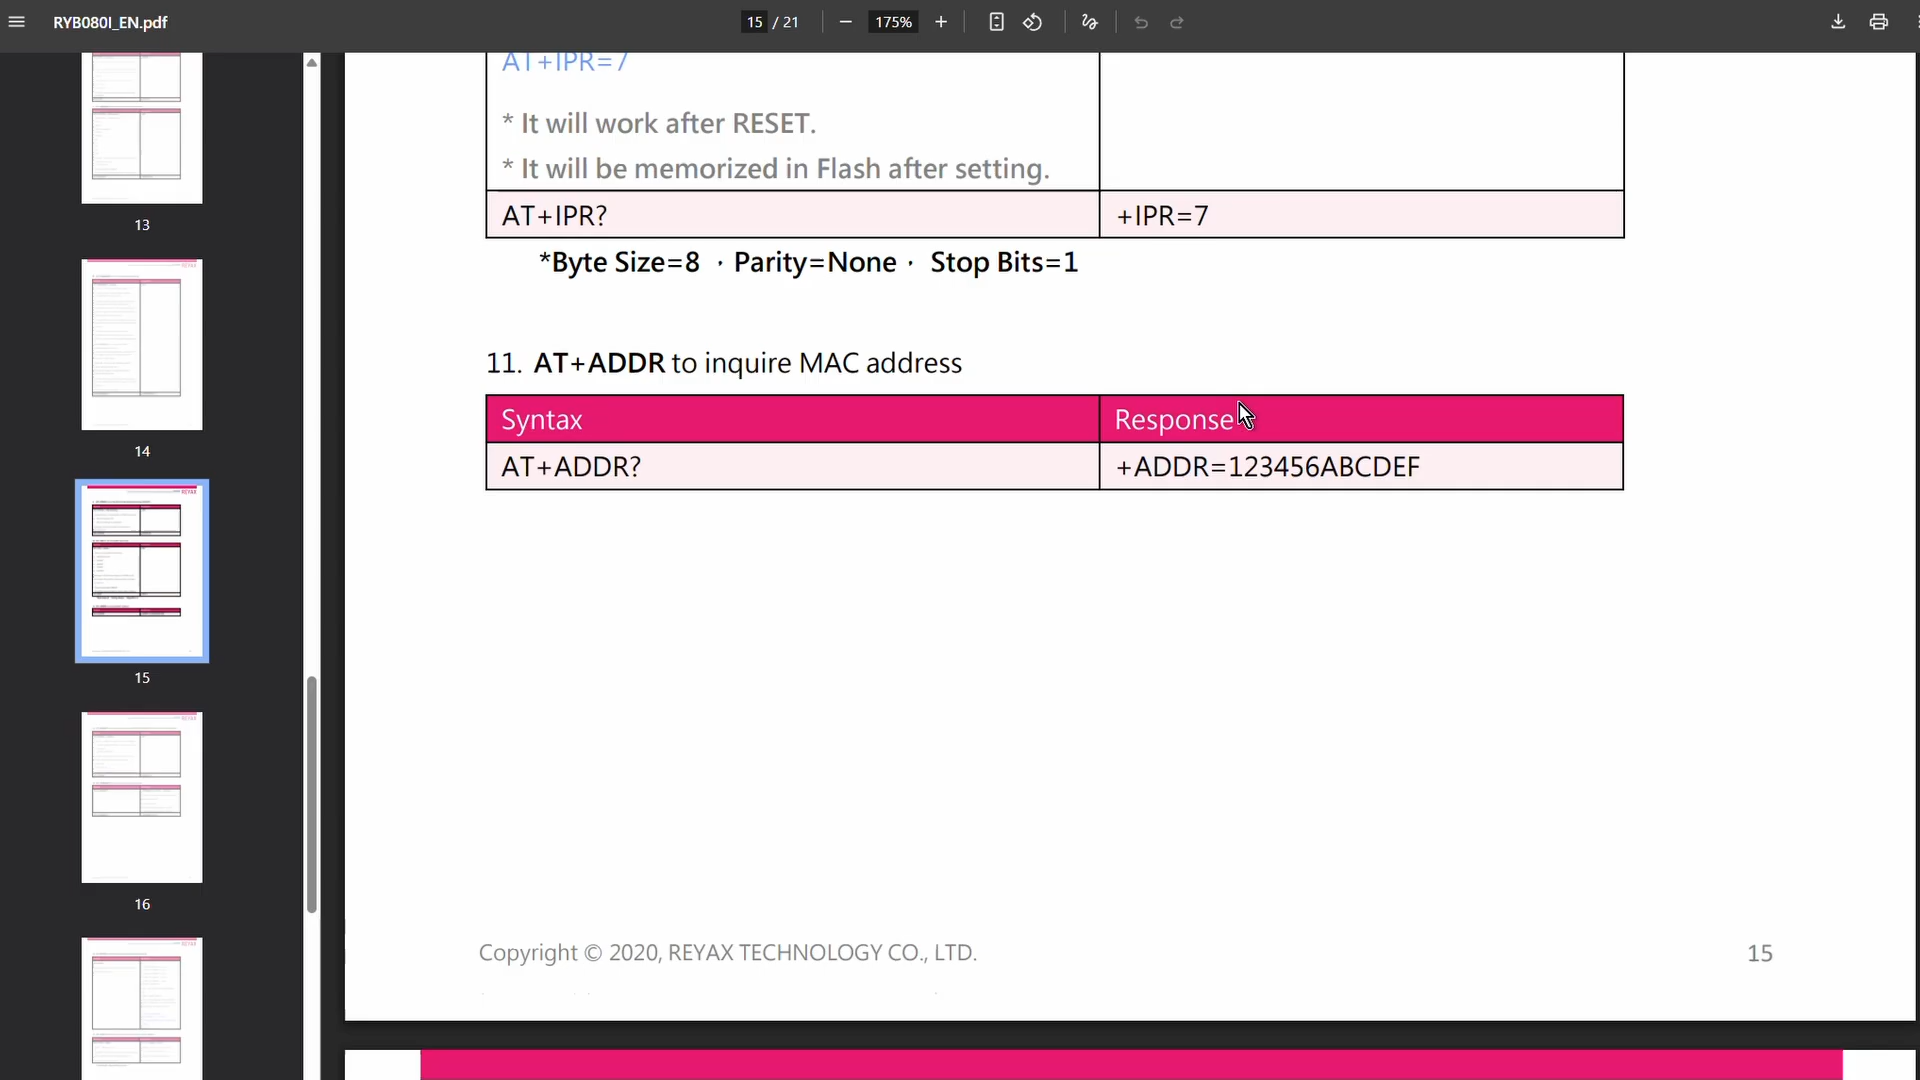 RYB080I_EN.pdf
15 / 21
175%
AT+IPR=7
* It will work after RESET.
* It will be memorized in Flash after setting.
AT+IPR? +IPR=7
*Byte Size=8 · Parity=None · Stop Bits=1
11. AT+ADDR to inquire MAC address
Syntax Response
AT+ADDR? +ADDR=123456ABCDEF
Copyright © 2020, REYAX TECHNOLOGY CO., LTD. 15
13
14
REYAX
15
16